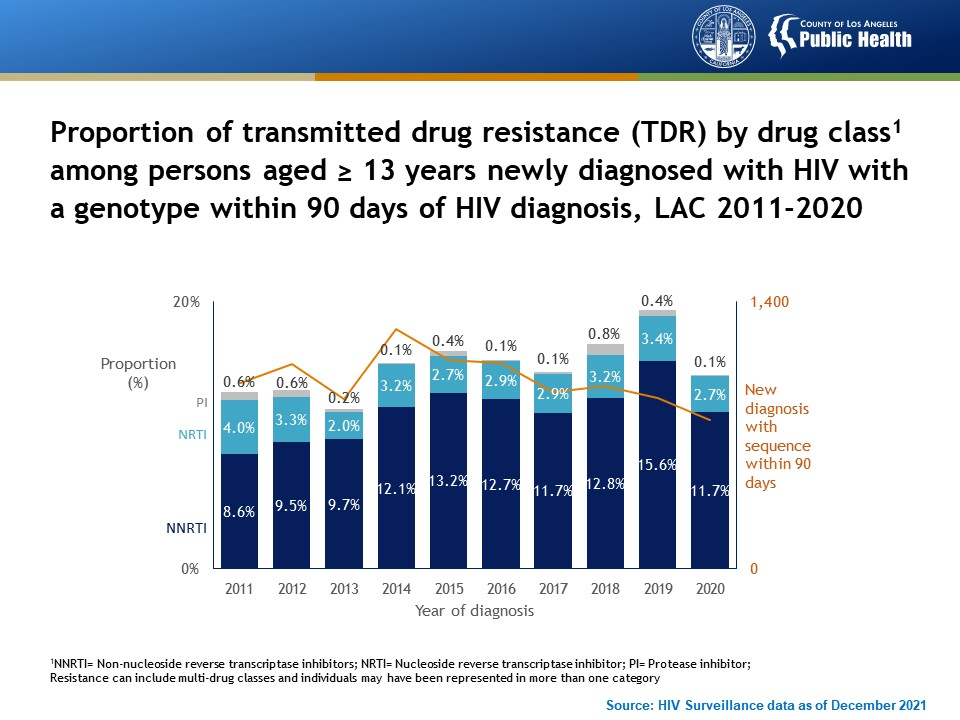 COUNTY OF LOS ANGELES
Public Health
Proportion of transmitted drug resistance (TDR) by drug class¹
among persons aged ≥ 13 years newly diagnosed with HIV with
a genotype within 90 days of HIV diagnosis, LAC 2011-2020
20%
1,400
Proportion
(%)
PI
NRTI
NNRTI
0%
0
0.6%
0.6%
0.2%
0.1%
0.4%
0.1%
0.1%
0.8%
0.4%
0.1%
4.0%
3.3%
2.0%
3.2%
2.7%
2.9%
2.9%
3.2%
3.4%
2.7%
8.6%
9.5%
9.7%
12.1%
13.2%
12.7%
11.7%
12.8%
15.6%
11.7%
New
diagnosis
with
sequence
within 90
days
2011 2012 2013 2014 2015 2016 2017 2018 2019 2020
Year of diagnosis
¹NNRTI= Non-nucleoside reverse transcriptase inhibitors; NRTI= Nucleoside reverse transcriptase inhibitor; PI= Protease inhibitor;
Resistance can include multi-drug classes and individuals may have been represented in more than one category
Source: HIV Surveillance data as of December 2021